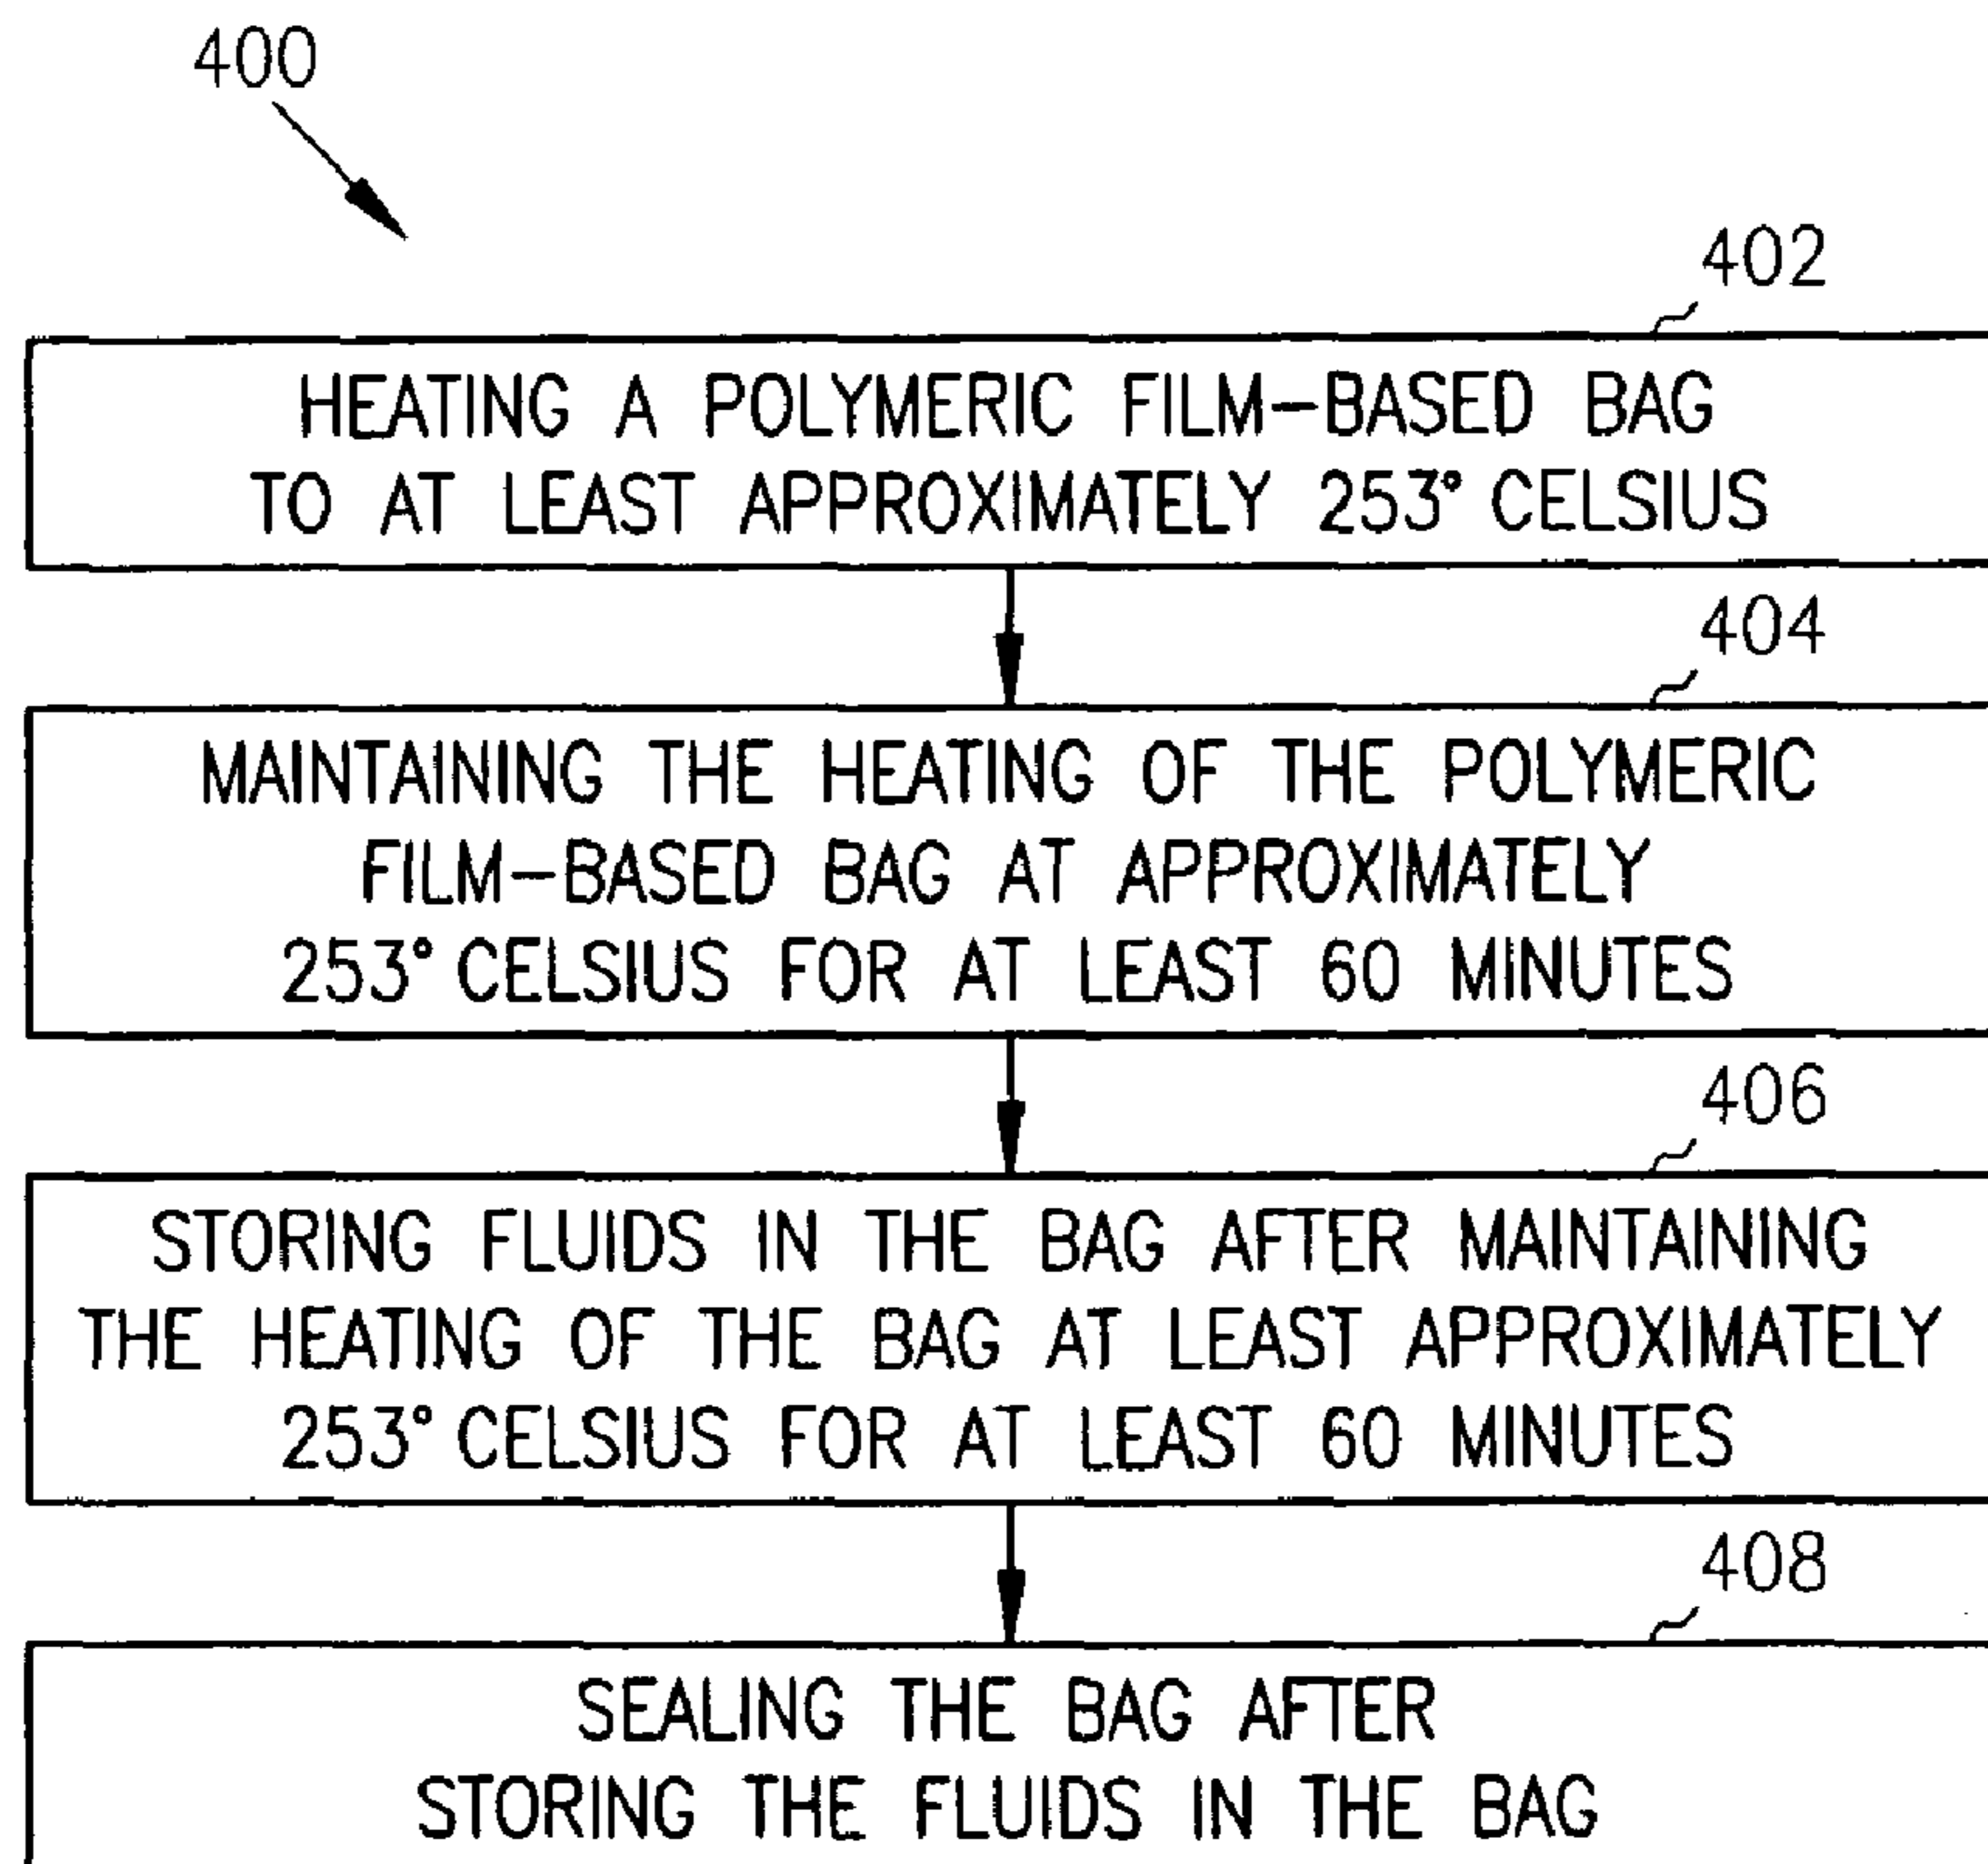 400
402
HEATING A POLYMERIC FILM-BASED BAG
TO AT LEAST APPROXIMATELY 253° CELSIUS
404
MAINTAINING THE HEATING OF THE POLYMERIC
FILM-BASED BAG AT APPROXIMATELY
253° CELSIUS FOR AT LEAST 60 MINUTES
406
STORING FLUIDS IN THE BAG AFTER MAINTAINING
THE HEATING OF THE BAG AT LEAST APPROXIMATELY
253° CELSIUS FOR AT LEAST 60 MINUTES
408
SEALING THE BAG AFTER
STORING THE FLUIDS IN THE BAG